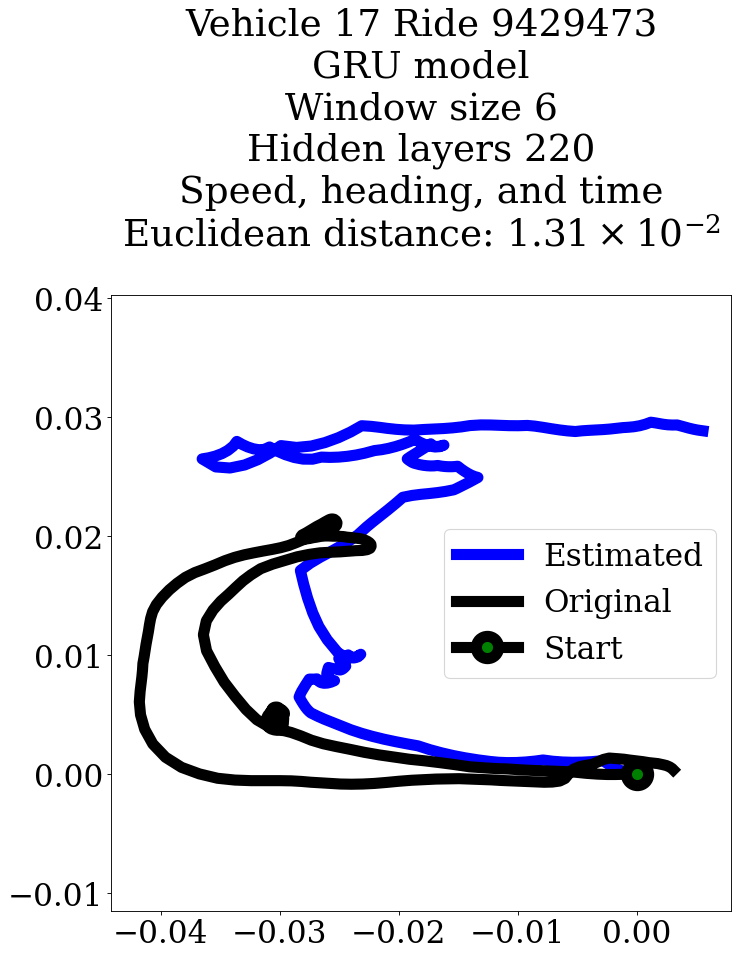 Vehicle 17 Ride 9429473
GRU model
Window size 6
Hidden layers 220
Speed, heading, and time
Euclidean distance: 1.31 × 10⁻²
0.04
0.03
0.02
Estimated
Original
Start
0.01
0.00
−0.01
−0.04 −0.03 −0.02 −0.01 0.00